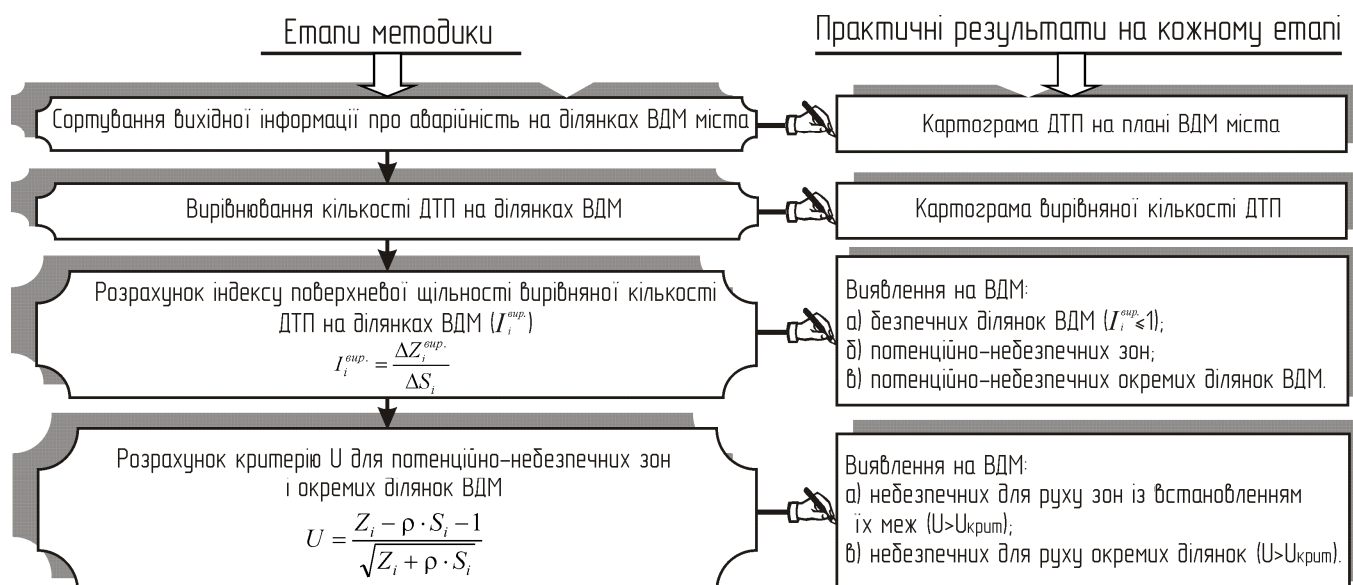 Етапи методики
Практичні результати на кожному етапі
Сортування вихідної інформації про аварійність на ділянках ВДМ міста
Картограма ДТП на плані ВДМ міста
Вирівнювання кількості ДТП на ділянках ВДМ
Картограма вирівняної кількості ДТП
Розрахунок індексу поверхневої щільності вирівняної кількості
ДТП на ділянках ВДМ (I_i^{вир.})
I_i^{вир.} = ΔZ_i^{вир.} / ΔS_i
Виявлення на ВДМ:
а) безпечних ділянок ВДМ (I_i^{вир.}≤1);
б) потенційно-небезпечних зон;
в) потенційно-небезпечних окремих ділянок ВДМ.
Розрахунок критерію U для потенційно-небезпечних зон
і окремих ділянок ВДМ
U = (Z_i − ρ · S_i − 1) / √(Z_i + ρ · S_i)
Виявлення на ВДМ:
а) небезпечних для руху зон із встановленням
їх меж (U>Uкрит);
в) небезпечних для руху окремих ділянок (U>Uкрит).